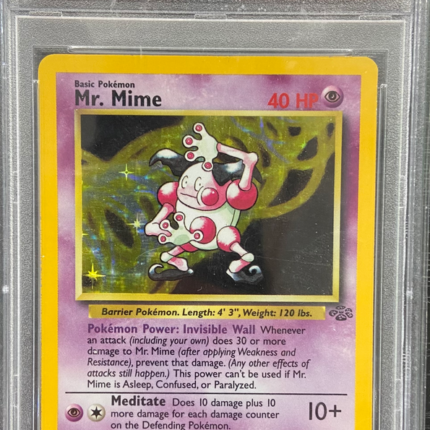 Basic Pokémon
Mr. Mime 40 HP
Barrier Pokémon. Length: 4' 3", Weight: 120 lbs.
Pokémon Power: Invisible Wall Whenever
an attack (including your own) does 30 or more
damage to Mr. Mime (after applying Weakness and
Resistance), prevent that damage. (Any other effects of
attacks still happen.) This power can't be used if Mr.
Mime is Asleep, Confused, or Paralyzed.
Meditate Does 10 damage plus 10
more damage for each damage counter
on the Defending Pokémon.
10+